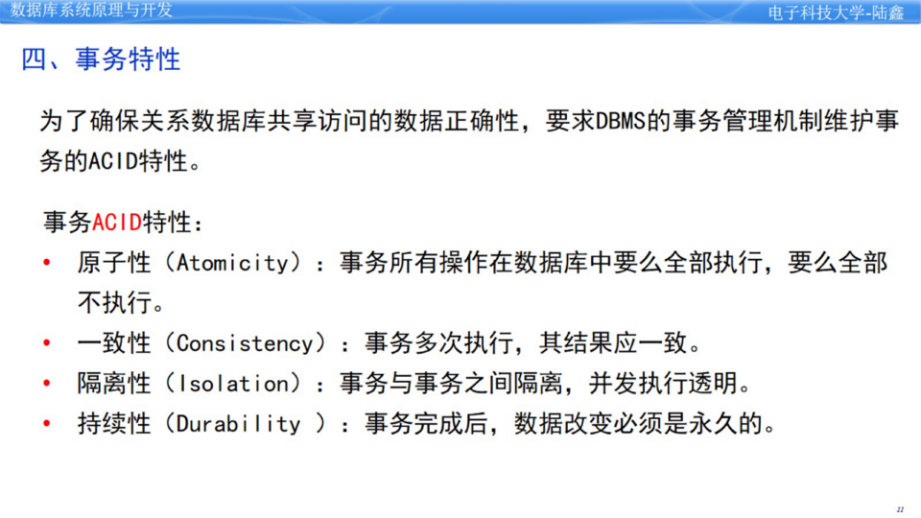 数据库系统原理与开发
电子科技大学-陆鑫
四、事务特性
为了确保关系数据库共享访问的数据正确性，要求DBMS的事务管理机制维护事
务的ACID特性。
事务ACID特性：
• 原子性（Atomicity）：事务所有操作在数据库中要么全部执行，要么全部
不执行。
• 一致性（Consistency）：事务多次执行，其结果应一致。
• 隔离性（Isolation）：事务与事务之间隔离，并发执行透明。
• 持续性（Durability ）：事务完成后，数据改变必须是永久的。
11